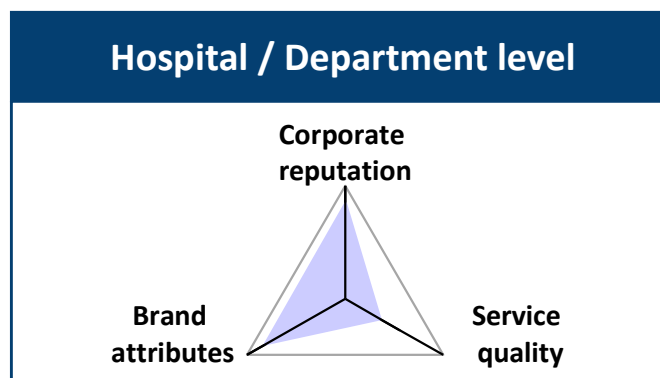 Hospital / Department level
Corporate
reputation
Brand
attributes
Service
quality